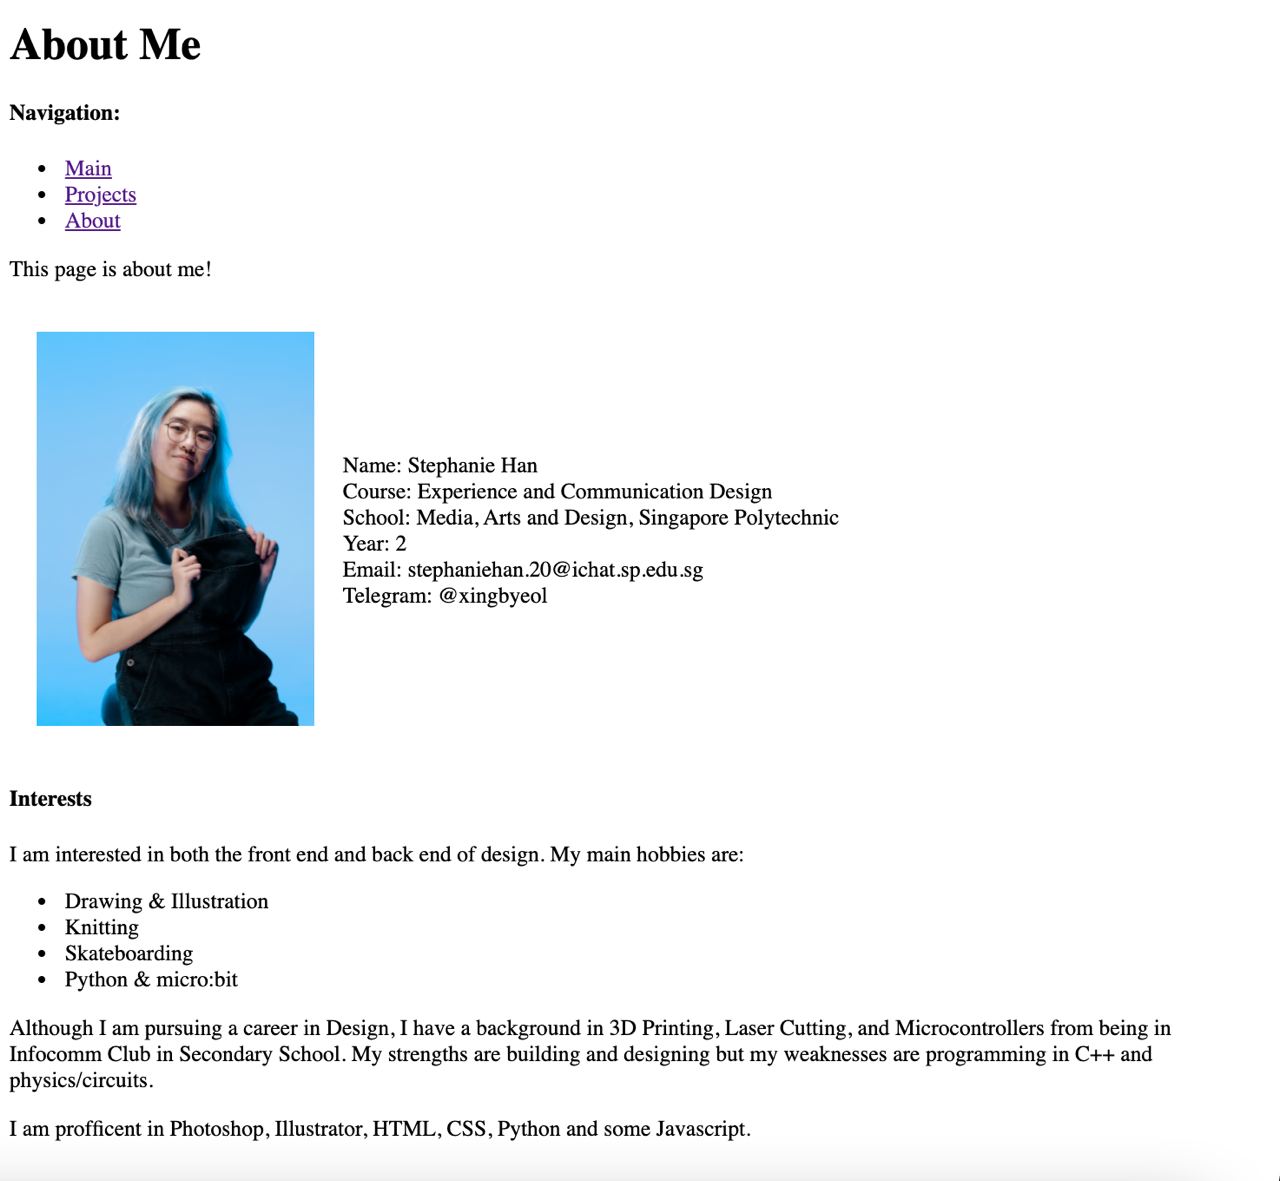 About Me
Navigation:
Main
Projects
About
This page is about me!
Name: Stephanie Han
Course: Experience and Communication Design
School: Media, Arts and Design, Singapore Polytechnic
Year: 2
Email: stephaniehan.20@ichat.sp.edu.sg
Telegram: @xingbyeol
Interests
I am interested in both the front end and back end of design. My main hobbies are:
Drawing & Illustration
Knitting
Skateboarding
Python & micro:bit
Although I am pursuing a career in Design, I have a background in 3D Printing, Laser Cutting, and Microcontrollers from being in
Infocomm Club in Secondary School. My strengths are building and designing but my weaknesses are programming in C++ and
physics/circuits.
I am profficent in Photoshop, Illustrator, HTML, CSS, Python and some Javascript.